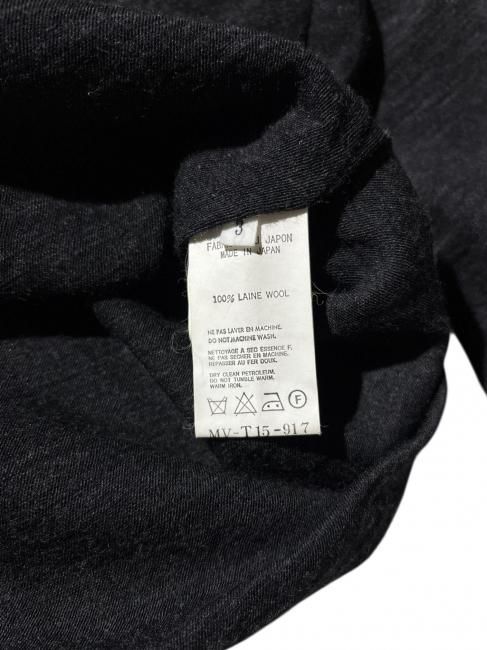 3
FAB JAPON
MADE IN JAPAN
100% LAINE WOOL
NE PAS LAVER EN MACHINE.
DO NOT MACHINE WASH.
NETTOYAGE A SEC ESSENCE F.
NE PAS SECHER EN MACHINE.
REPASSER AU FER DOUX.
DRY CLEAN PETROLEUM.
DO NOT TUMBLE WARM.
WARM IRON.
F
MV-T15-917